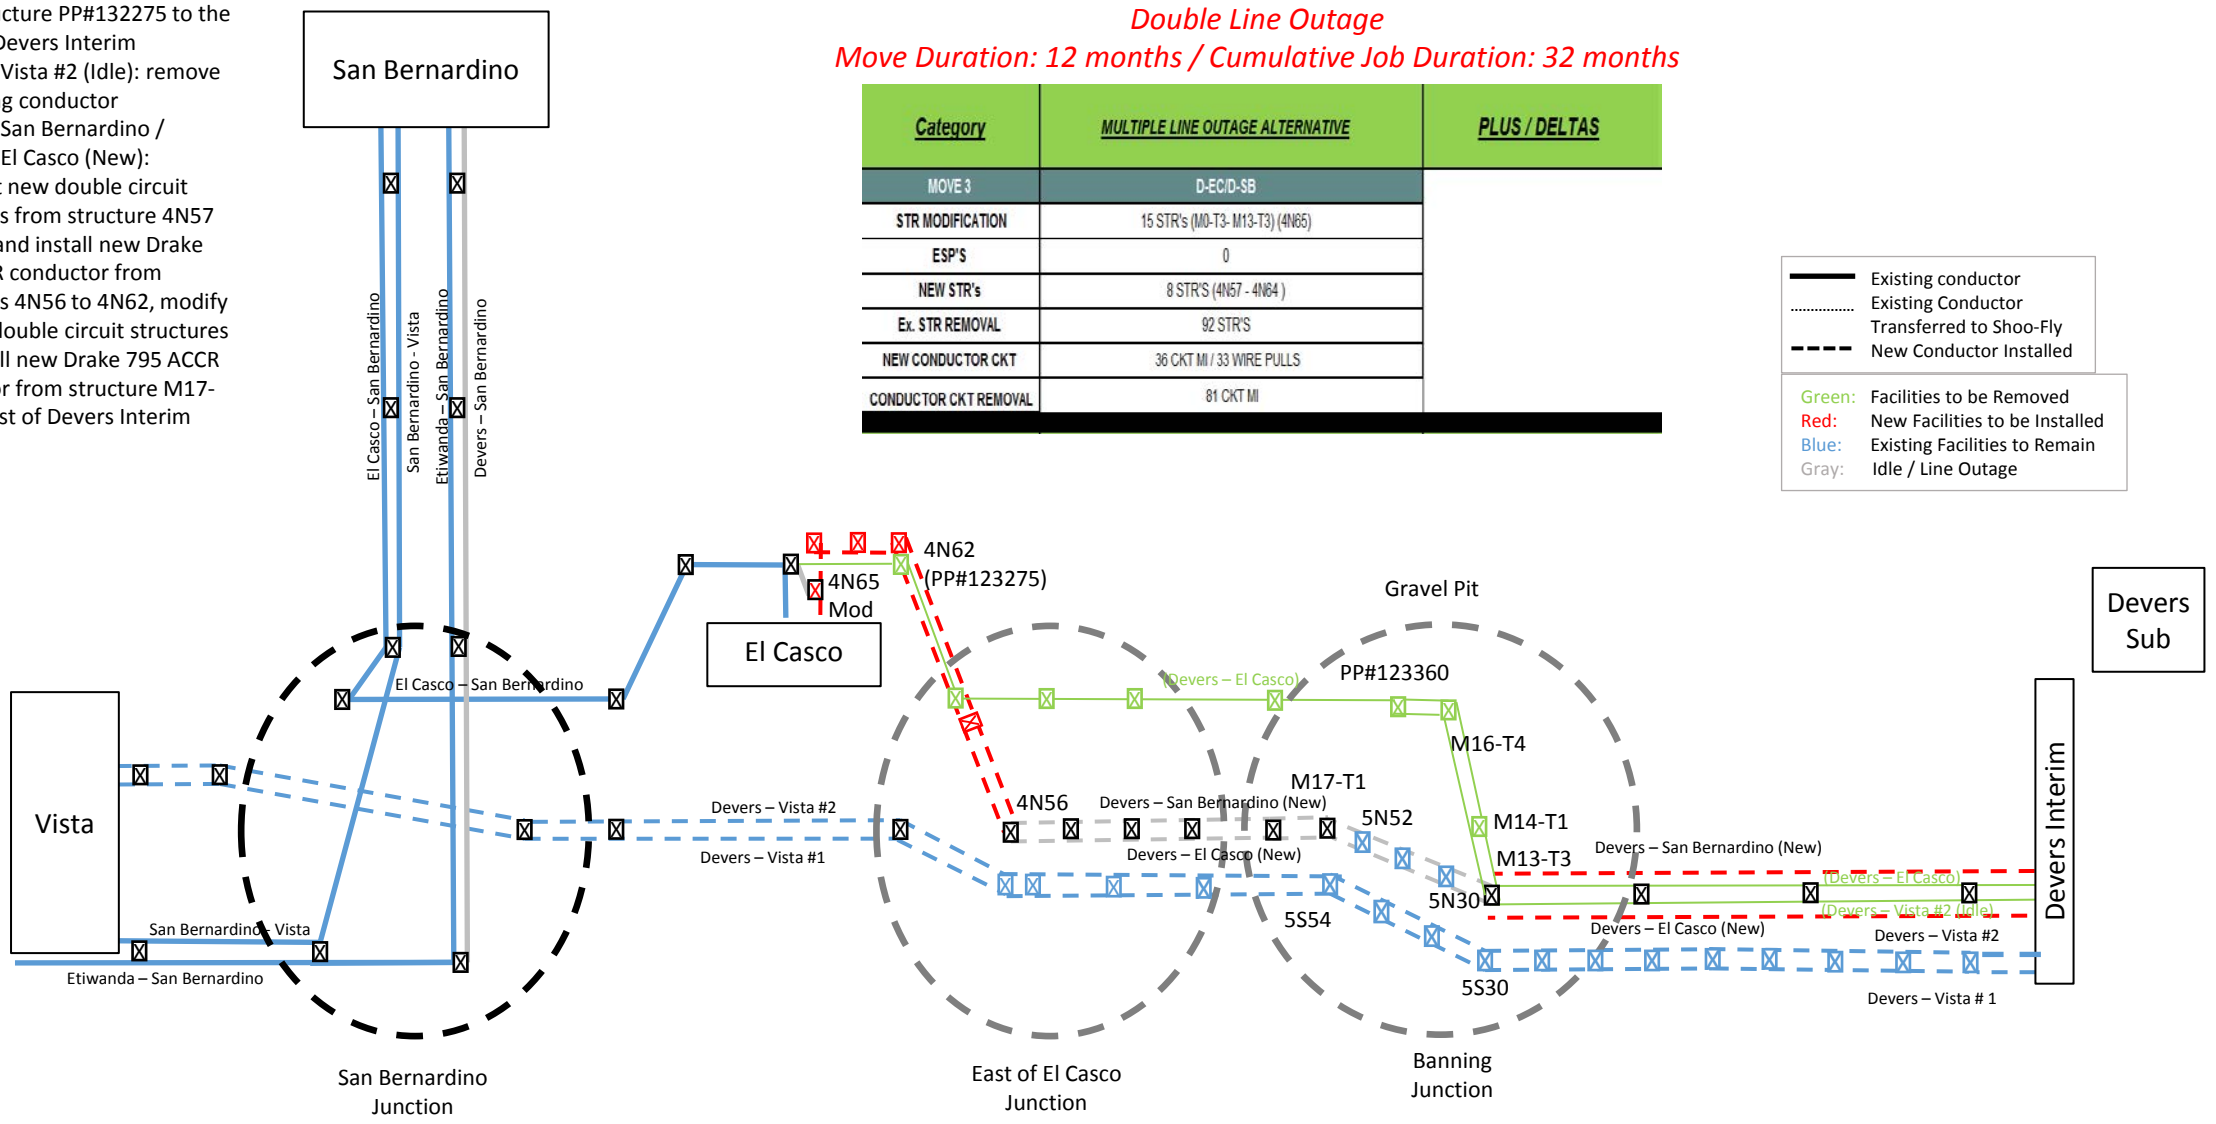 ucture PP#132275 to the
Devers Interim
Vista #2 (Idle): remove
g conductor
San Bernardino /
El Casco (New):
t new double circuit
s from structure 4N57
and install new Drake
R conductor from
s 4N56 to 4N62, modify
double circuit structures
ll new Drake 795 ACCR
or from structure M17-
st of Devers Interim
San Bernardino
Double Line Outage
Move Duration: 12 months / Cumulative Job Duration: 32 months
Category MULTIPLE LINE OUTAGE ALTERNATIVE PLUS / DELTAS
MOVE 3 D-EC/D-SB
STR MODIFICATION 15 STR's (M0-T3- M13-T3) (4N65)
ESP'S 0
NEW STR's 8 STR'S (4N57 - 4N64 )
Ex. STR REMOVAL 92 STR'S
NEW CONDUCTOR CKT 36 CKT MI / 33 WIRE PULLS
CONDUCTOR CKT REMOVAL 81 CKT MI
Existing conductor
Existing Conductor
Transferred to Shoo-Fly
New Conductor Installed
Green: Facilities to be Removed
Red: New Facilities to be Installed
Blue: Existing Facilities to Remain
Gray: Idle / Line Outage
El Casco – San Bernardino
San Bernardino - Vista
Etiwanda – San Bernardino
Devers – San Bernardino
4N62
(PP#123275)
4N65
Mod
El Casco
Gravel Pit
Devers
Sub
El Casco – San Bernardino
(Devers – El Casco)
PP#123360
M16-T4
M17-T1
4N56
Devers – San Bernardino (New)
5N52
M14-T1
M13-T3
Devers – San Bernardino (New)
Vista
Devers – Vista #2
Devers – Vista #1
Devers – El Casco (New)
(Devers – El Casco)
5N30
(Devers – Vista #2 (Idle)
5S54
Devers – El Casco (New)
Devers – Vista #2
Devers Interim
San Bernardino - Vista
Etiwanda – San Bernardino
5S30
Devers – Vista # 1
San Bernardino
Junction
East of El Casco
Junction
Banning
Junction